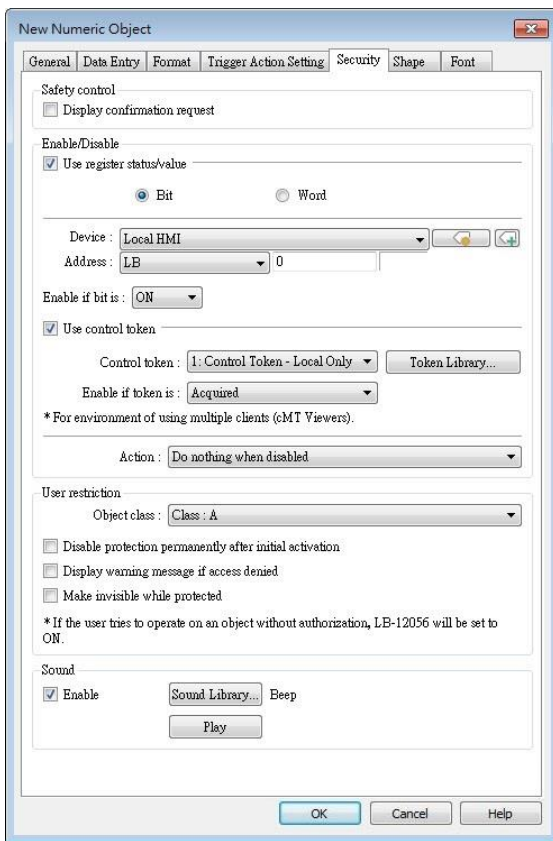 New Numeric Object
General Data Entry Format Trigger Action Setting Security Shape Font
Safety control
Display confirmation request
Enable/Disable
Use register status/value
Bit Word
Device : Local HMI
Address : LB 0
Enable if bit is : ON
Use control token
Control token : 1: Control Token - Local Only Token Library...
Enable if token is : Acquired
* For environment of using multiple clients (cMT Viewers).
Action : Do nothing when disabled
User restriction
Object class : Class : A
Disable protection permanently after initial activation
Display warning message if access denied
Make invisible while protected
* If the user tries to operate on an object without authorization, LB-12056 will be set to
ON.
Sound
Enable Sound Library... Beep
Play
OK Cancel Help